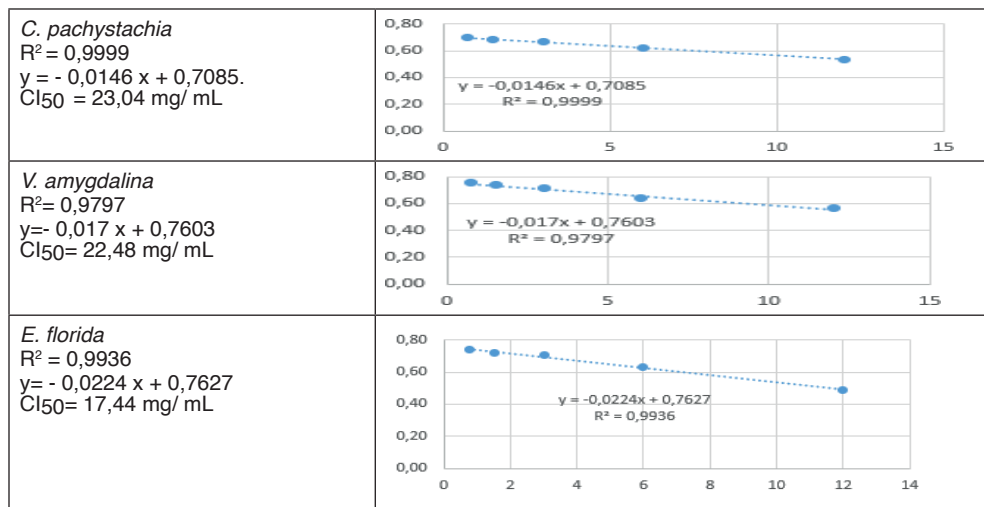 C. pachystachia
R² = 0,9999
y = - 0,0146 x + 0,7085.
CI50 = 23,04 mg/ mL
0,80
0,60
0,40
0,20
0,00
y = -0,0146x + 0,7085
R² = 0,9999
0 5 10 15
V. amygdalina
R²= 0,9797
y=- 0,017 x + 0,7603
CI50= 22,48 mg/ mL
0,80
0,60
0,40
0,20
0,00
y = -0,017x + 0,7603
R² = 0,9797
0 5 10 15
E. florida
R² = 0,9936
y= - 0,0224 x + 0,7627
CI50= 17,44 mg/ mL
0,80
0,60
0,40
0,20
0,00
y = -0,0224x + 0,7627
R² = 0,9936
0 2 4 6 8 10 12 14